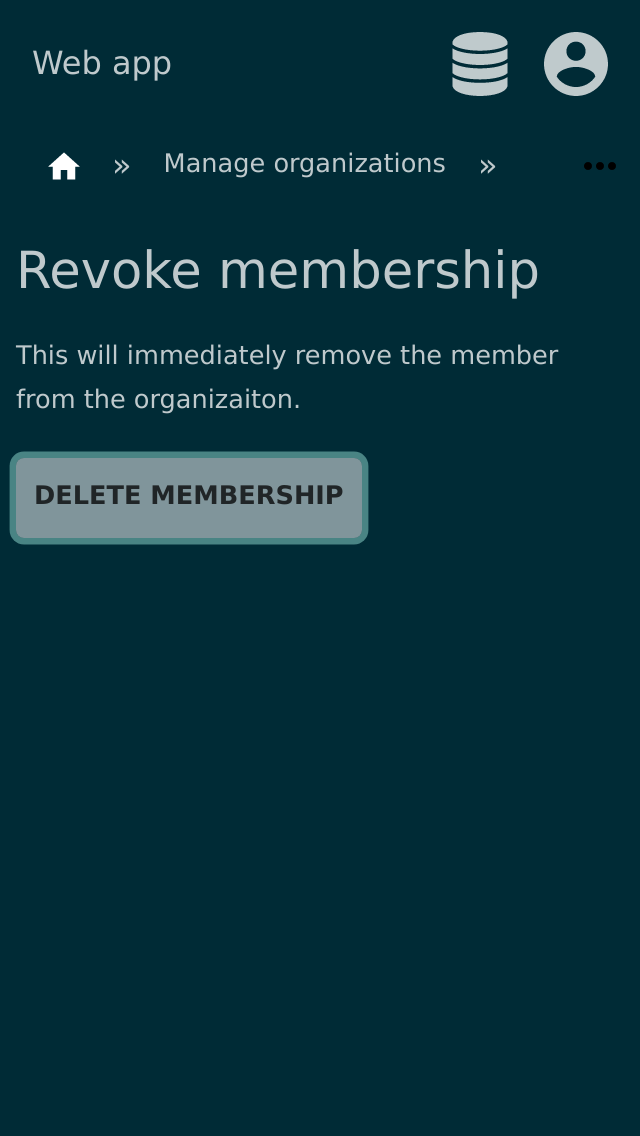 Web app
» Manage organizations »
Revoke membership
This will immediately remove the member
from the organizaiton.
DELETE MEMBERSHIP